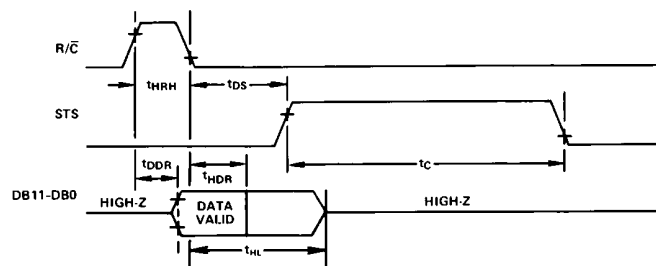 R/C̅
tHRH
tDS
STS
tDDR
tHDR
tC
DB11-DB0
HIGH-Z
DATA
VALID
HIGH-Z
tHL